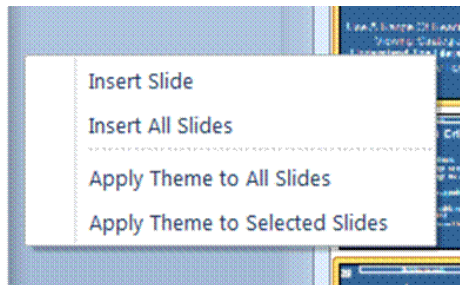 Insert Slide
Insert All Slides
Apply Theme to All Slides
Apply Theme to Selected Slides